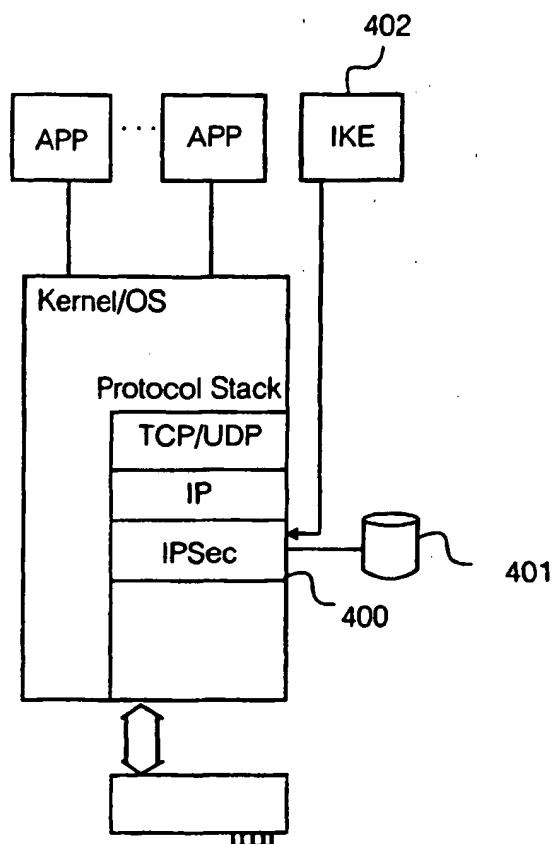 402
APP ... APP IKE
Kernel/OS
Protocol Stack
TCP/UDP
IP
IPSec
401
400